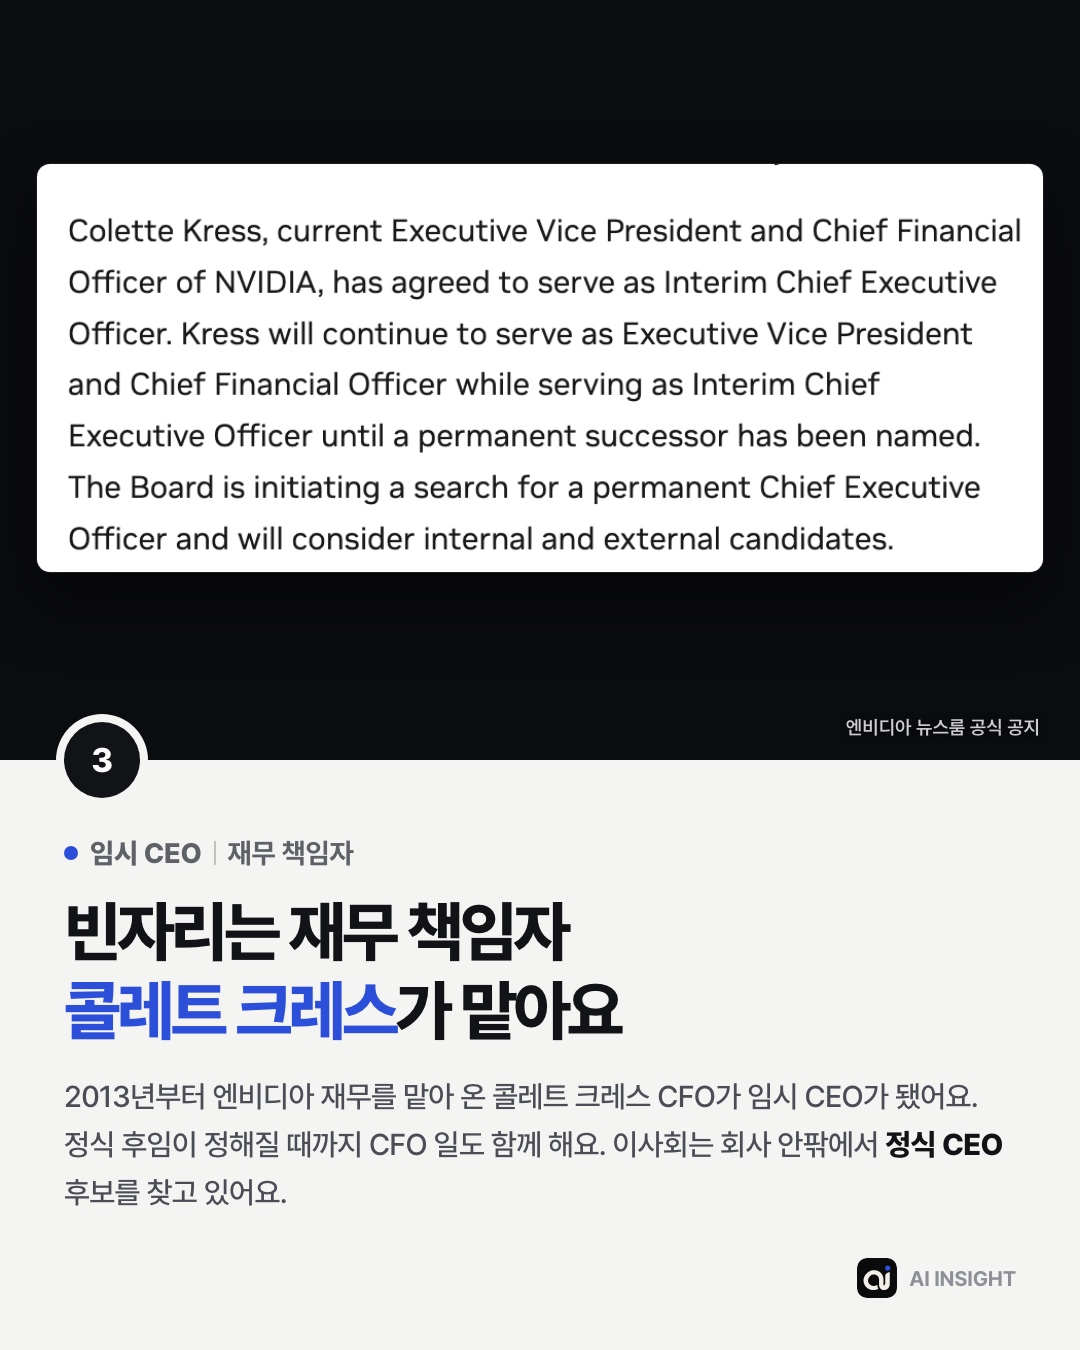 Colette Kress, current Executive Vice President and Chief Financial
Officer of NVIDIA, has agreed to serve as Interim Chief Executive
Officer. Kress will continue to serve as Executive Vice President
and Chief Financial Officer while serving as Interim Chief
Executive Officer until a permanent successor has been named.
The Board is initiating a search for a permanent Chief Executive
Officer and will consider internal and external candidates.
엔비디아 뉴스룸 공식 공지
3
임시 CEO | 재무 책임자
빈자리는 재무 책임자
콜레트 크레스가 맡아요
2013년부터 엔비디아 재무를 맡아 온 콜레트 크레스 CFO가 임시 CEO가 됐어요.
정식 후임이 정해질 때까지 CFO 일도 함께 해요. 이사회는 회사 안팎에서 정식 CEO
후보를 찾고 있어요.
ai AI INSIGHT